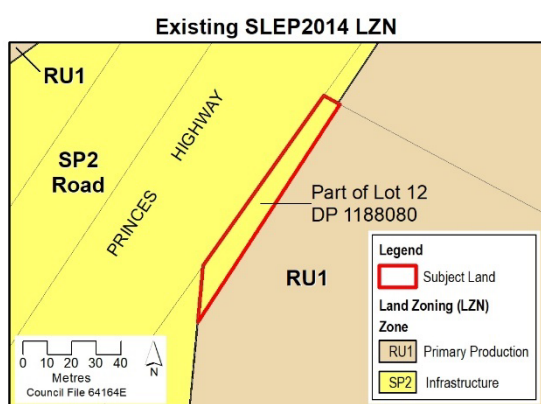 Existing SLEP2014 LZN
RU1
SP2
Road
PRINCES HIGHWAY
Part of Lot 12
DP 1188080
RU1
Legend
Subject Land
Land Zoning (LZN)
Zone
RU1 Primary Production
SP2 Infrastructure
0 10 20 30 40
Metres
N
Council File 64164E